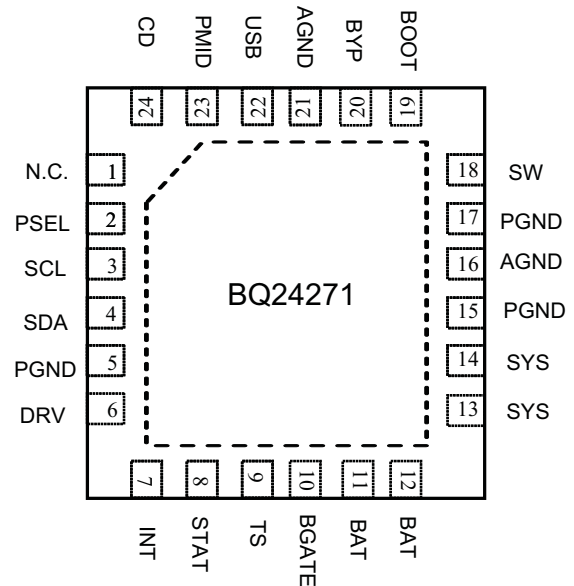 CD PMID USB AGND BYP BOOT
24 23 22 21 20 19
N.C. 1 18 SW
PSEL 2 17 PGND
SCL 3 16 AGND
BQ24271
SDA 4 15 PGND
PGND 5 14 SYS
DRV 6 13 SYS
7 8 9 10 11 12
INT STAT TS BGATE BAT BAT